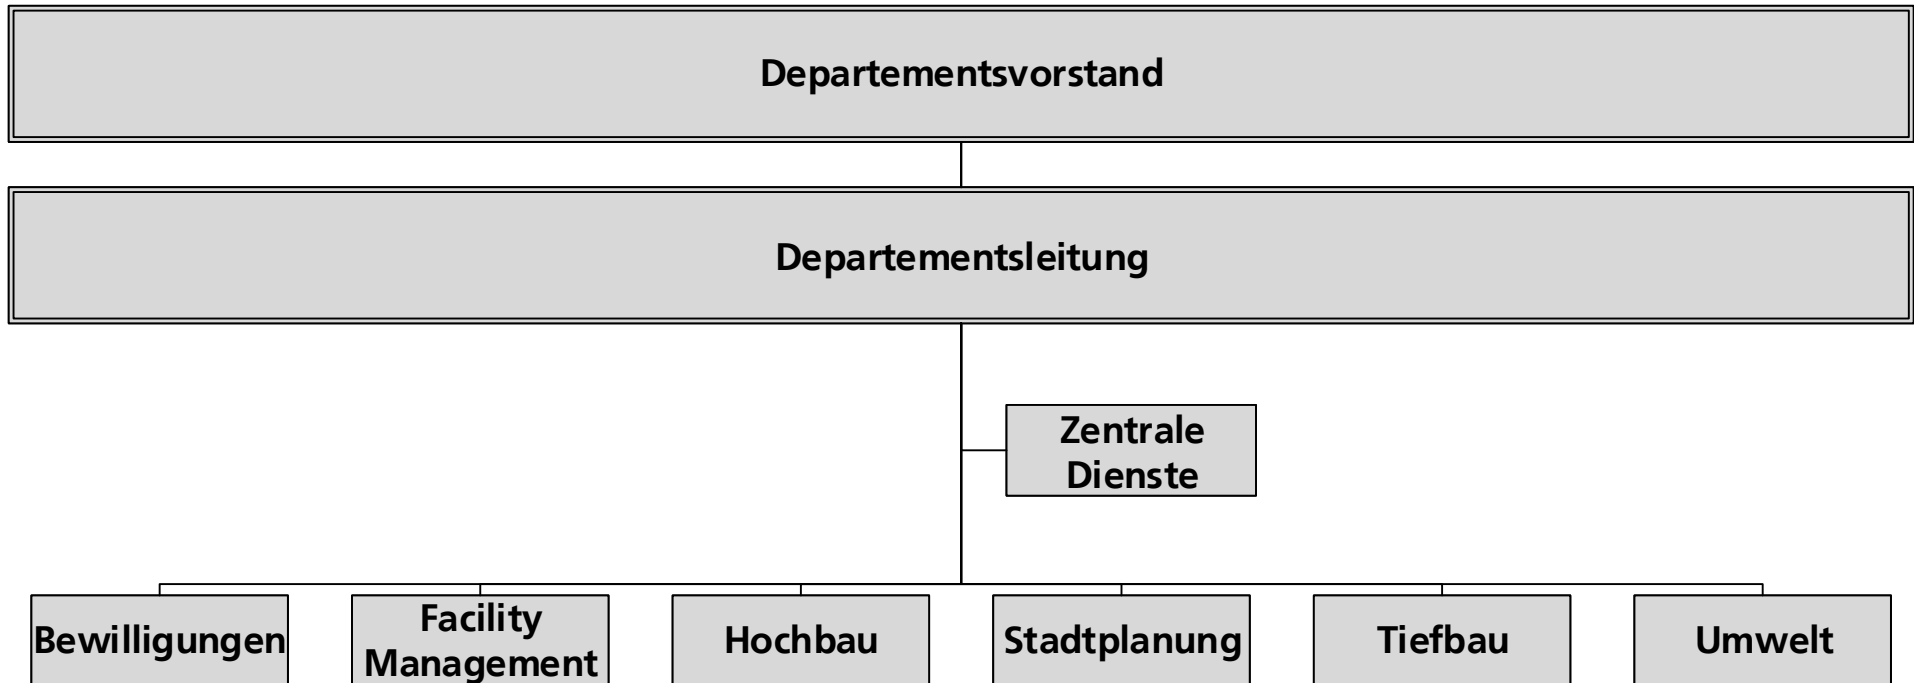 Departementsvorstand
Departementsleitung
Zentrale
Dienste
Bewilligungen
Facility
Management
Hochbau
Stadtplanung
Tiefbau
Umwelt